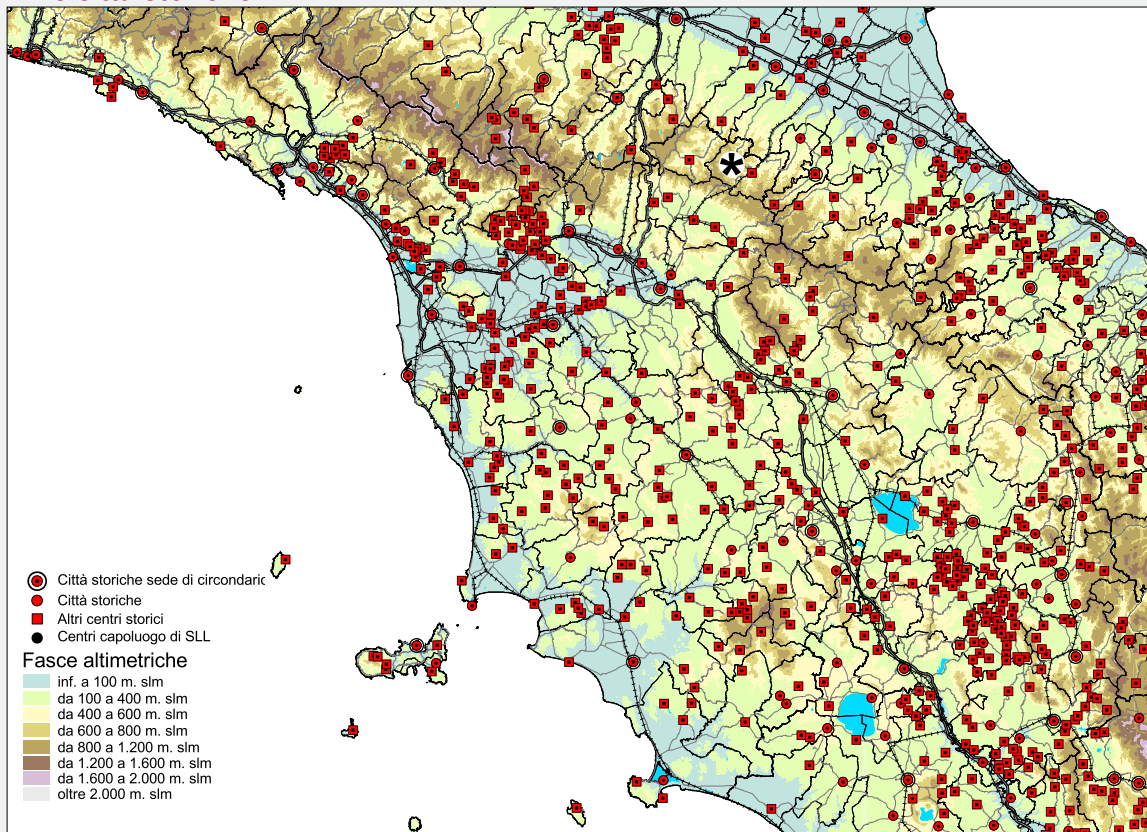 Città storiche sede di circondario
Città storiche
Altri centri storici
Centri capoluogo di SLL
Fasce altimetriche
inf. a 100 m. slm
da 100 a 400 m. slm
da 400 a 600 m. slm
da 600 a 800 m. slm
da 800 a 1.200 m. slm
da 1.200 a 1.600 m. slm
da 1.600 a 2.000 m. slm
oltre 2.000 m. slm
*